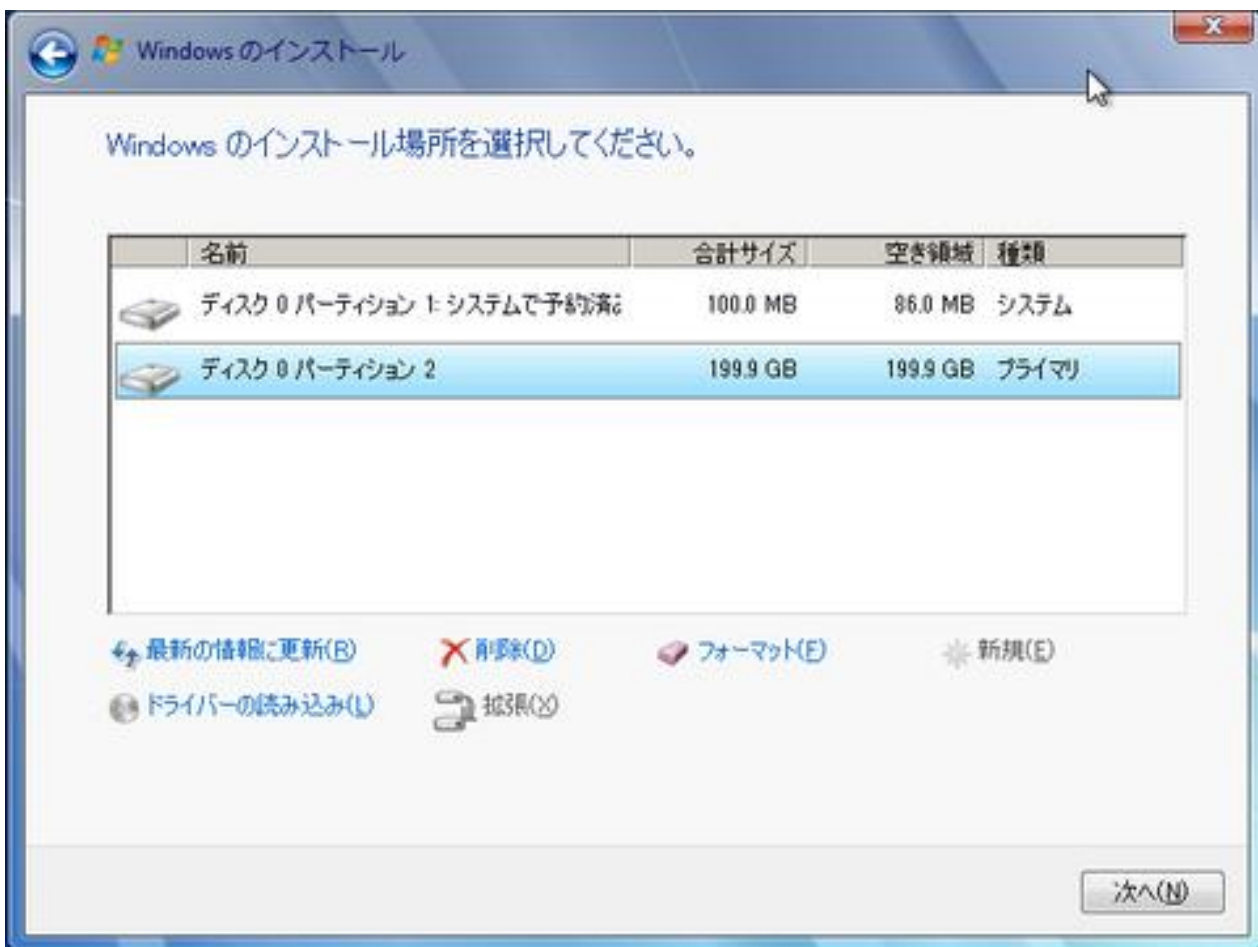 Windows のインストール
Windows のインストール場所を選択してください。
名前 合計サイズ 空き領域 種類
ディスク 0 パーティション 1: システムで予約済み 100.0 MB 86.0 MB システム
ディスク 0 パーティション 2 199.9 GB 199.9 GB プライマリ
最新の情報に更新(R) 削除(D) フォーマット(F) 新規(E)
ドライバーの読み込み(L) 拡張(X)
次へ(N)